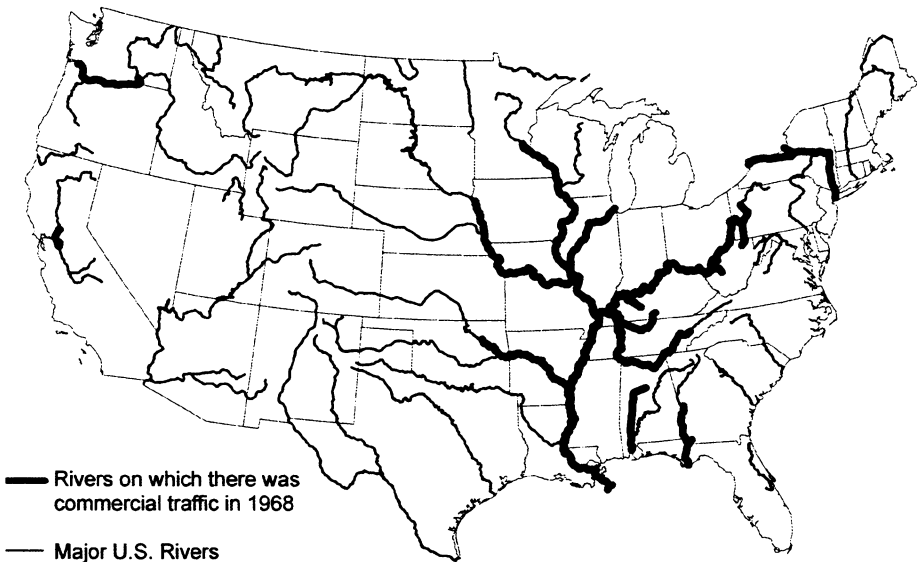 Rivers on which there was
commercial traffic in 1968
Major U.S. Rivers